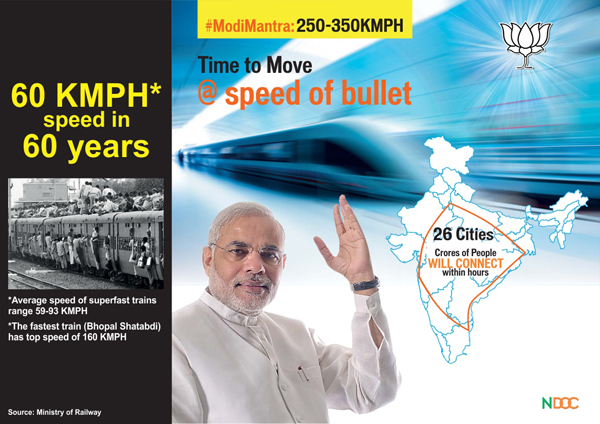 #ModiMantra: 250-350KMPH
Time to Move
@ speed of bullet
60 KMPH*
speed in
60 years
*Average speed of superfast trains
range 59-93 KMPH
*The fastest train (Bhopal Shatabdi)
has top speed of 160 KMPH
Source: Ministry of Railway
26 Cities
Crores of People
WILL CONNECT
within hours
NDOC